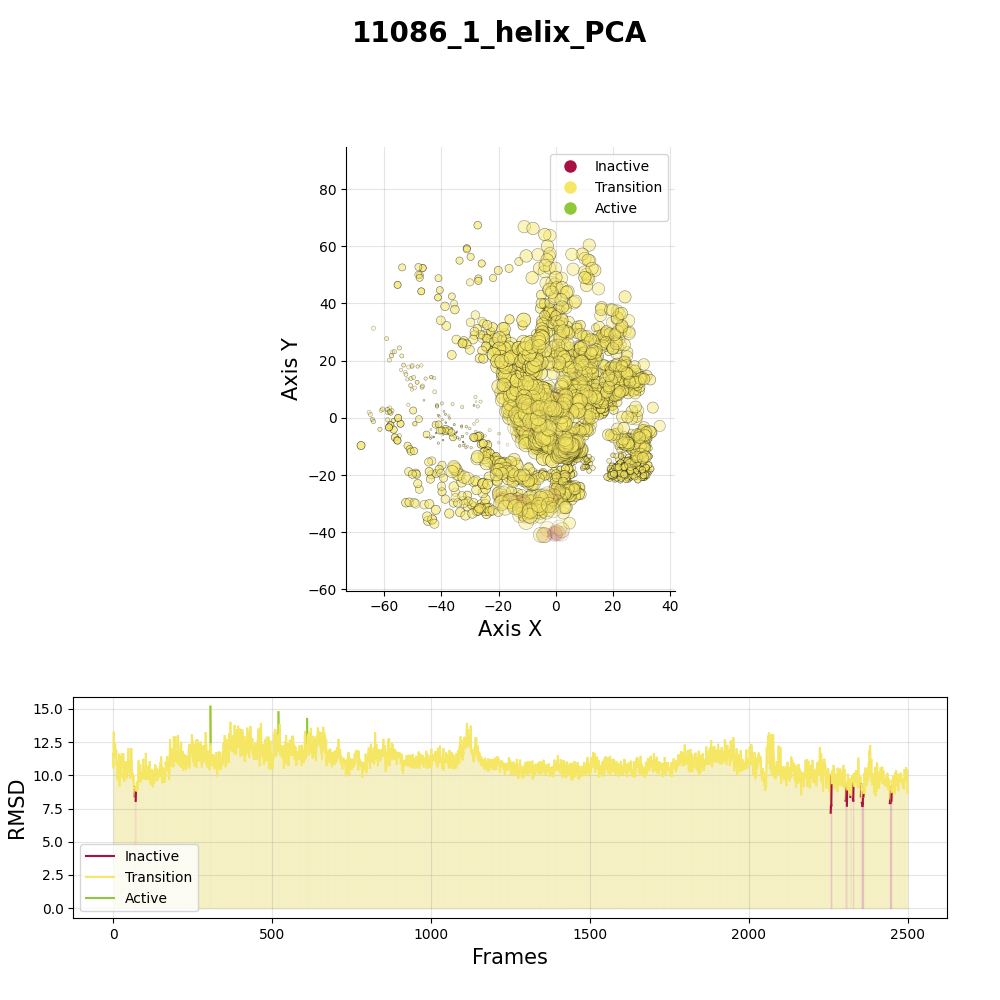 11086_1_helix_PCA
Inactive
Transition
Active
80
60
40
20
0
−20
−40
−60
Axis Y
−60 −40 −20 0 20 40
Axis X
15.0
12.5
10.0
7.5
5.0
2.5
0.0
RMSD
Inactive
Transition
Active
0 500 1000 1500 2000 2500
Frames